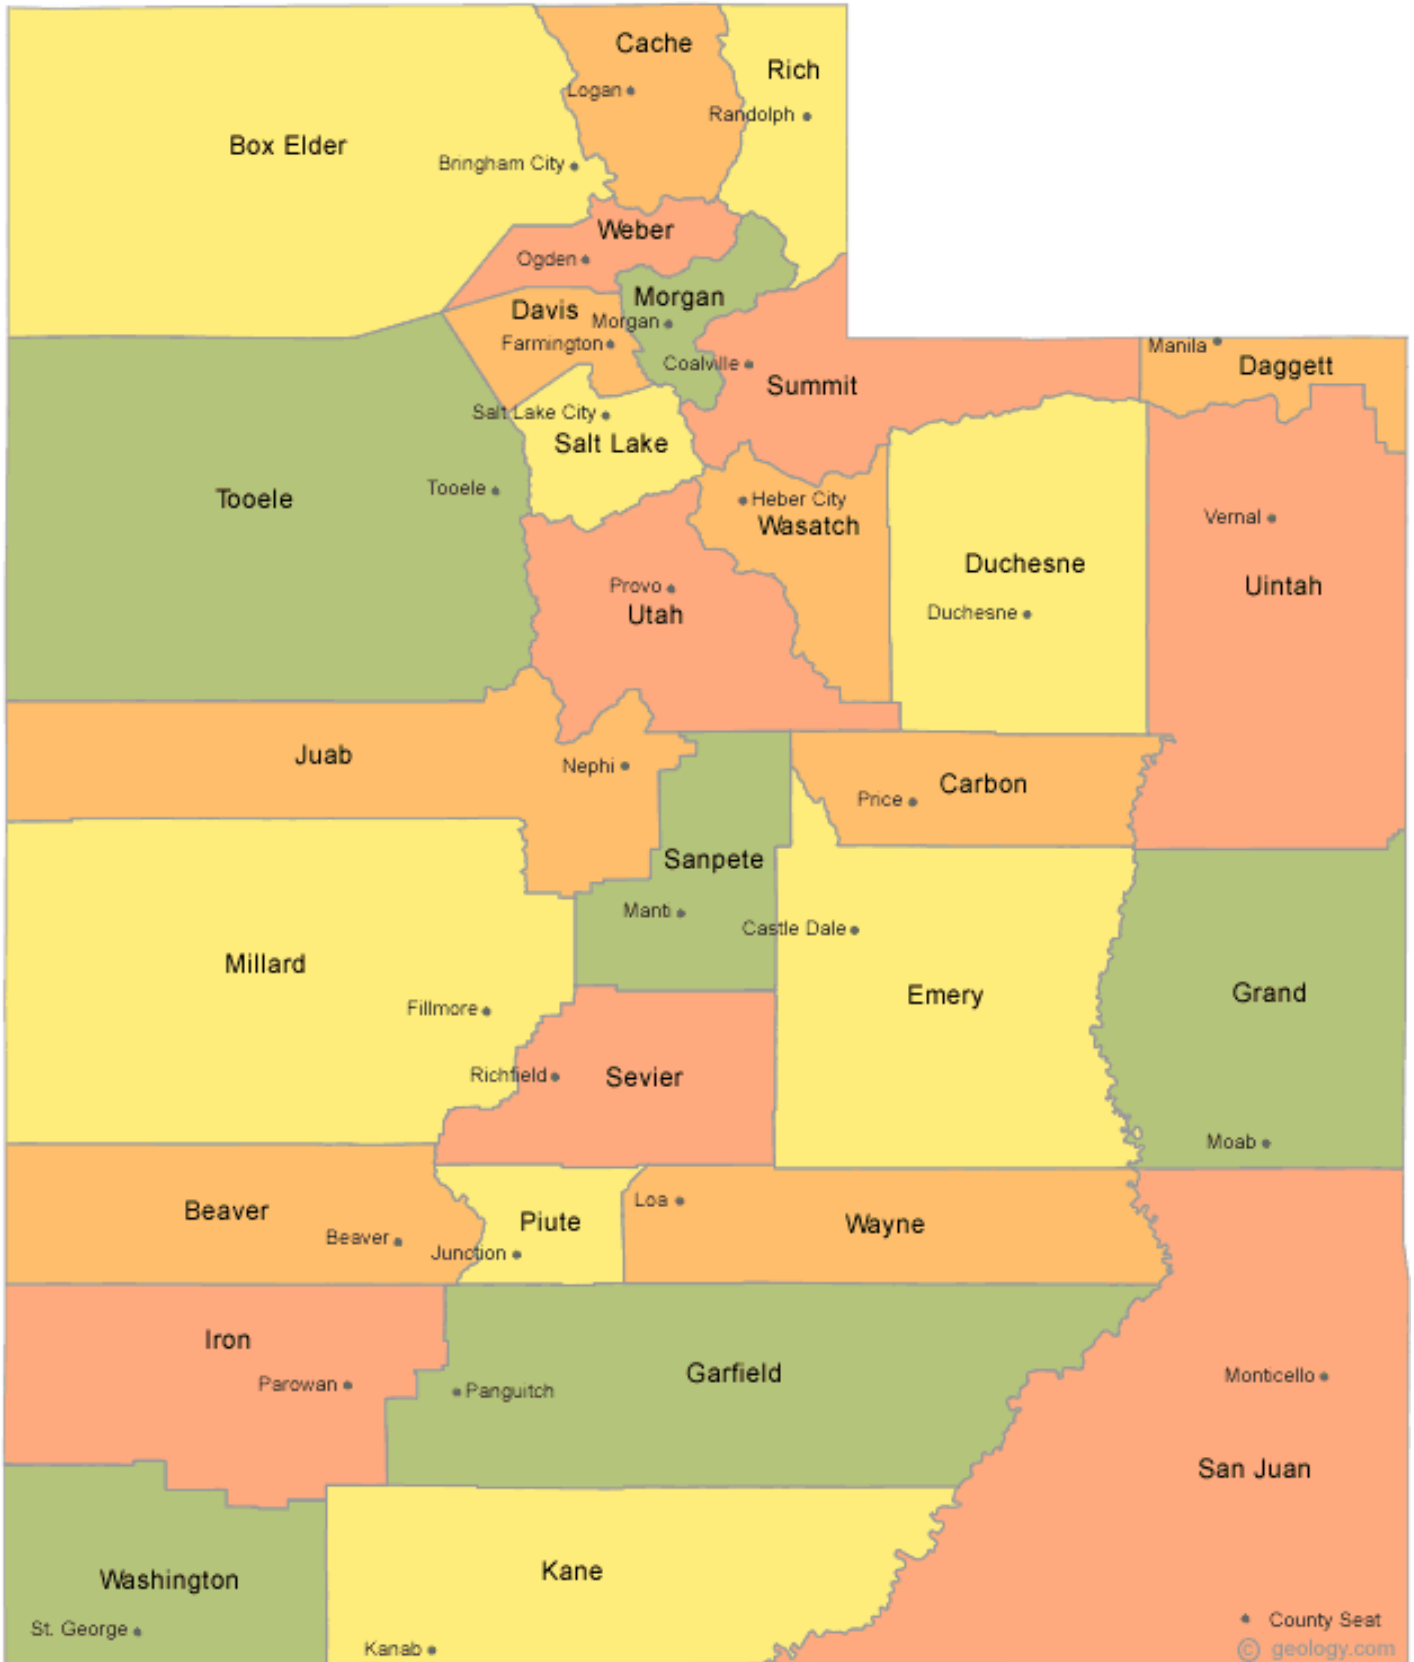 Cache
Rich
Logan
Randolph
Box Elder
Bringham City
Weber
Ogden
Morgan
Davis
Morgan
Farmington
Manila
Daggett
Coalville
Summit
Salt Lake City
Salt Lake
Tooele
Tooele
Heber City
Wasatch
Vernal
Duchesne
Uintah
Provo
Utah
Duchesne
Juab
Nephi
Carbon
Price
Sanpete
Manti
Castle Dale
Millard
Emery
Grand
Fillmore
Richfield
Sevier
Moab
Beaver
Beaver
Loa
Piute
Wayne
Junction
Iron
Parowan
Garfield
Panguitch
Monticello
San Juan
Washington
Kane
St. George
Kanab
County Seat
© geology.com